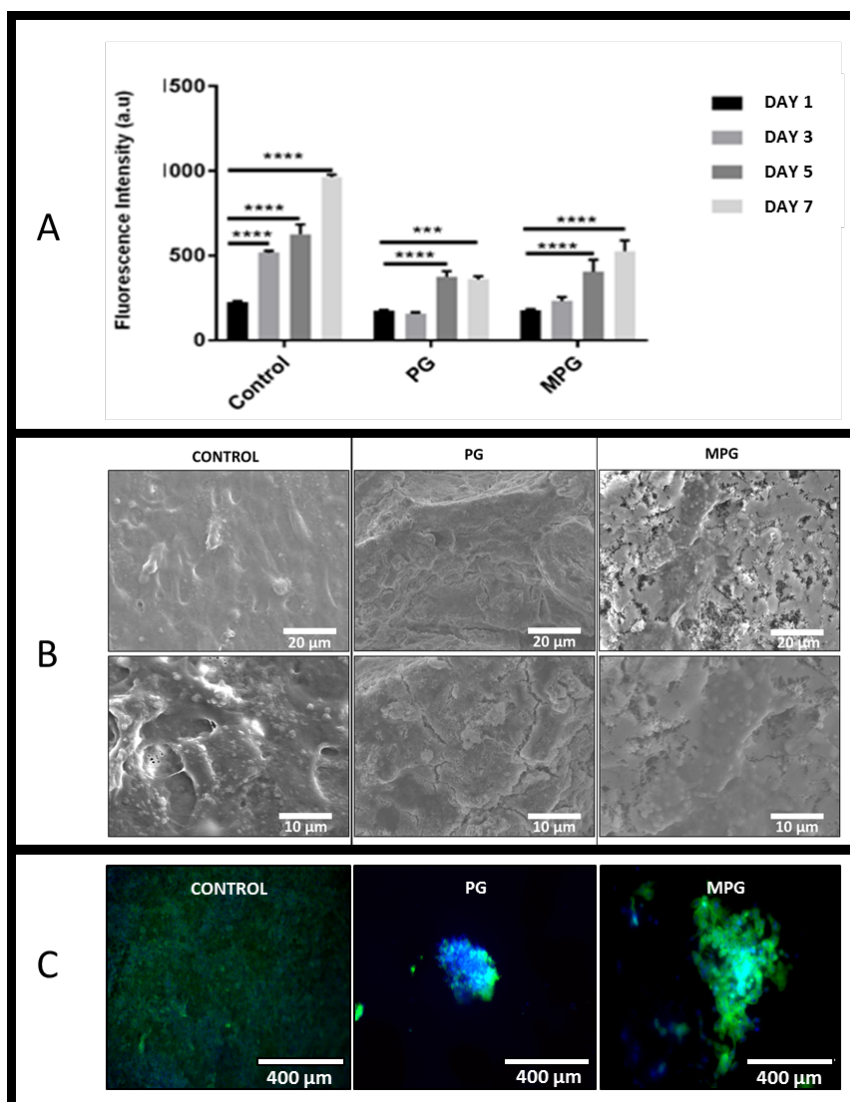 A
Fluorescence Intensity (a.u)
1500
1000
500
0
****
****
****
***
****
****
****
Control
PG
MPG
DAY 1
DAY 3
DAY 5
DAY 7
B
CONTROL
PG
MPG
20 µm
20 µm
20 µm
10 µm
10 µm
10 µm
C
CONTROL
PG
MPG
400 µm
400 µm
400 µm